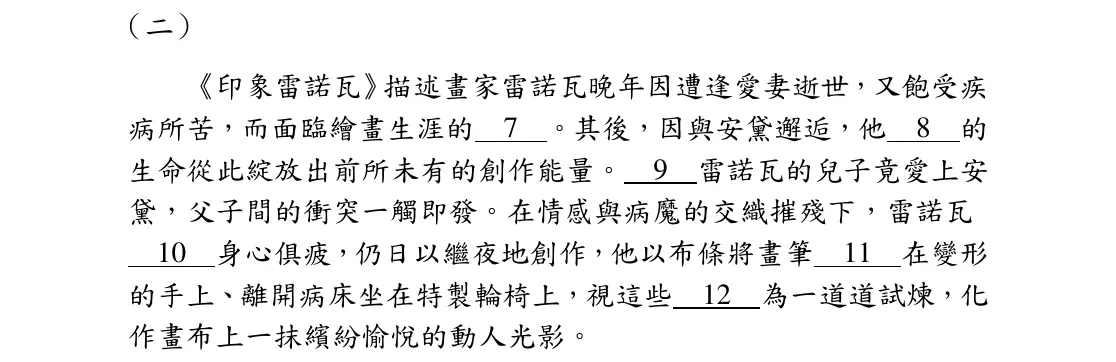 （二）
《印象雷諾瓦》描述畫家雷諾瓦晚年因遭逢愛妻逝世，又飽受疾
病所苦，而面臨繪畫生涯的 7 。其後，因與安黛邂逅，他 8 的
生命從此綻放出前所未有的創作能量。 9 雷諾瓦的兒子竟愛上安
黛，父子間的衝突一觸即發。在情感與病魔的交織摧殘下，雷諾瓦
10 身心俱疲，仍日以繼夜地創作，他以布條將畫筆 11 在變形
的手上、離開病床坐在特製輪椅上，視這些 12 為一道道試煉，化
作畫布上一抹繽紛愉悅的動人光影。